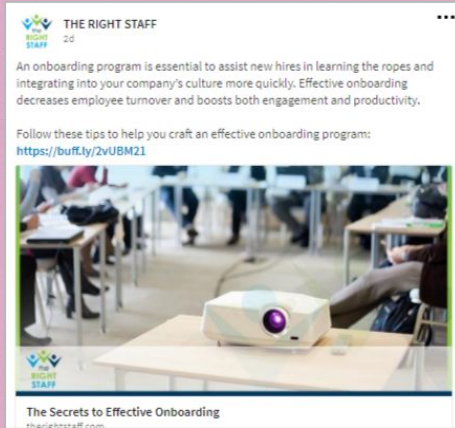 the
RIGHT
STAFF
THE RIGHT STAFF
2d
An onboarding program is essential to assist new hires in learning the ropes and
integrating into your company's culture more quickly. Effective onboarding
decreases employee turnover and boosts both engagement and productivity.
Follow these tips to help you craft an effective onboarding program:
https://buff.ly/2vUBM21
the
RIGHT
STAFF
The Secrets to Effective Onboarding
therightstaff.com